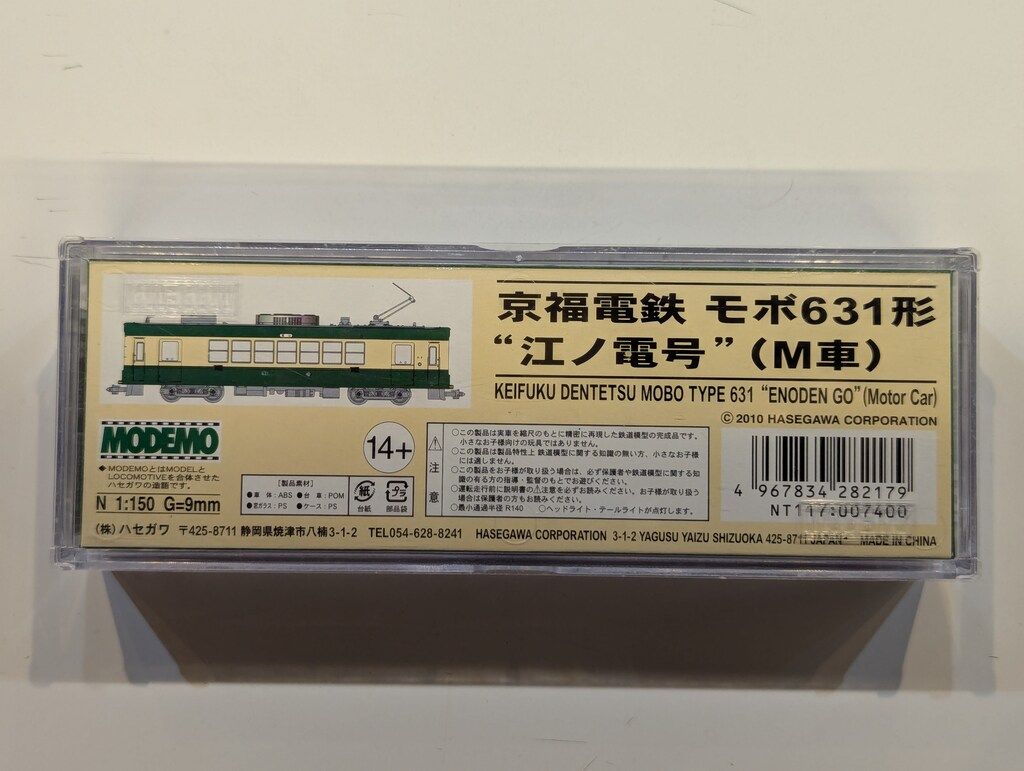 京福電鉄 モボ631形
“江ノ電号”（M車）
KEIFUKU DENTETSU MOBO TYPE 631 “ENODEN GO” (Motor Car)
© 2010 HASEGAWA CORPORATION
MODEMO
◆MODEMOとはMODELと
LOCOMOTIVEを合体させた
ハセガワの造語です。
N 1:150 G=9mm
14+
[製品素材]
●車 体：ABS ●台 車：POM
●窓ガラス：PS ●ケース：PS
紙
台紙
プラ
部品袋
注意
○この製品は実車を縮尺のもとに精密に再現した鉄道模型の完成品です。
小さなお子様向けの玩具ではありません。
○この製品は製品特性上 鉄道模型に関する知識の無い方、小さなお子様
には適しません。
○この製品をお子様が取り扱う場合は、必ず保護者や鉄道模型に関する知
識の有る方の指導・監督のもとでお遊びください。
○運転走行前に説明書の⚠注意を必ずお読みください。お子様が取り扱う
場合は保護者の方もお読みください。
○最小通過半径 R140 ○ヘッドライト・テールライトが点灯します。
4 967834 282179
NT147:007400
(株) ハセガワ 〒425-8711 静岡県焼津市八楠3-1-2 TEL054-628-8241 HASEGAWA CORPORATION 3-1-2 YAGUSU YAIZU SHIZUOKA 425-8711 JAPAN· MADE IN CHINA